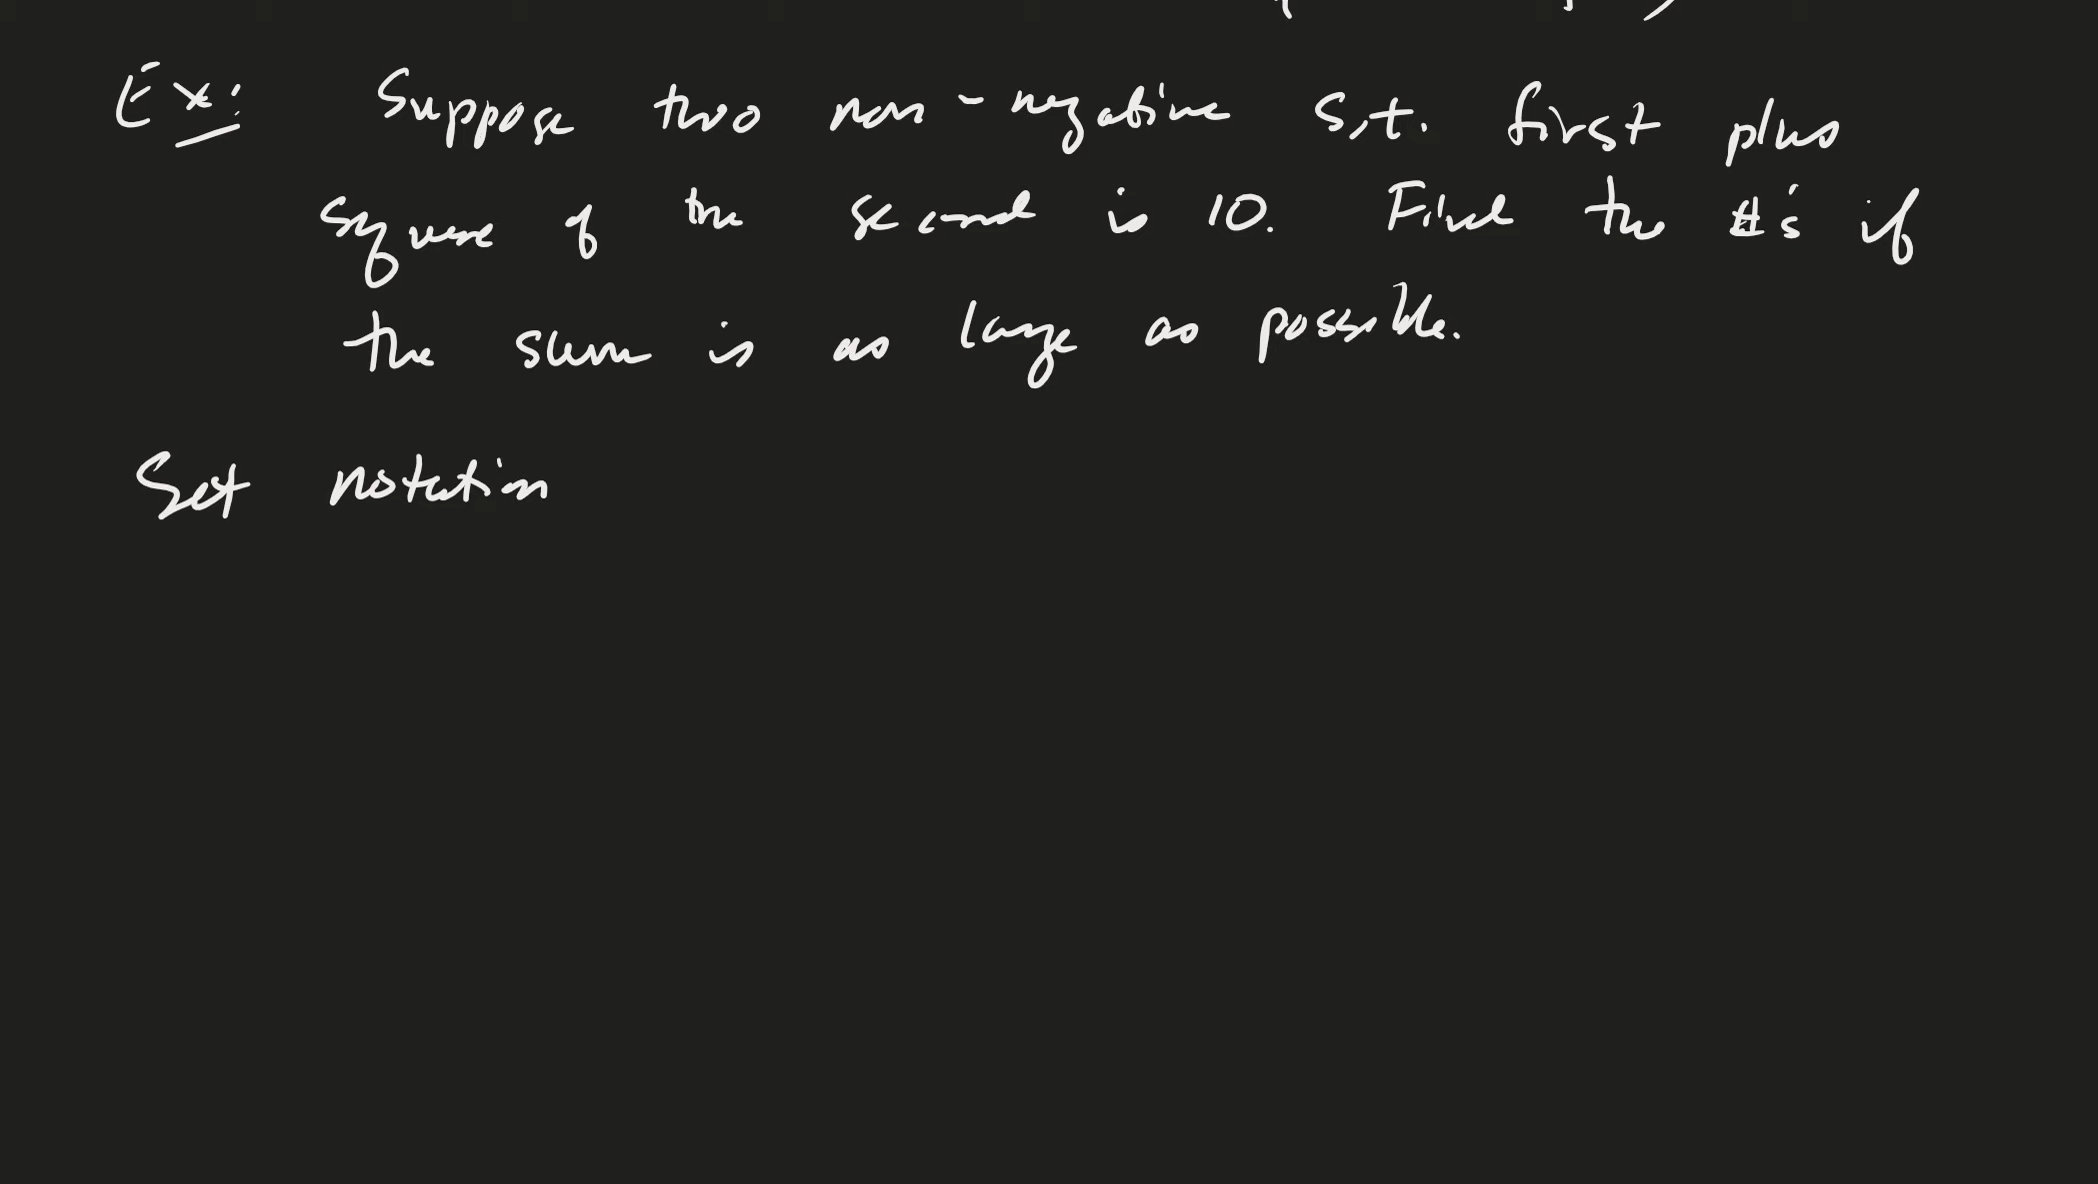 Ex: Suppose two non-negative s.t. first plus
square of the second is 10. Find the #'s if
the sum is as large as possible.
Set notation